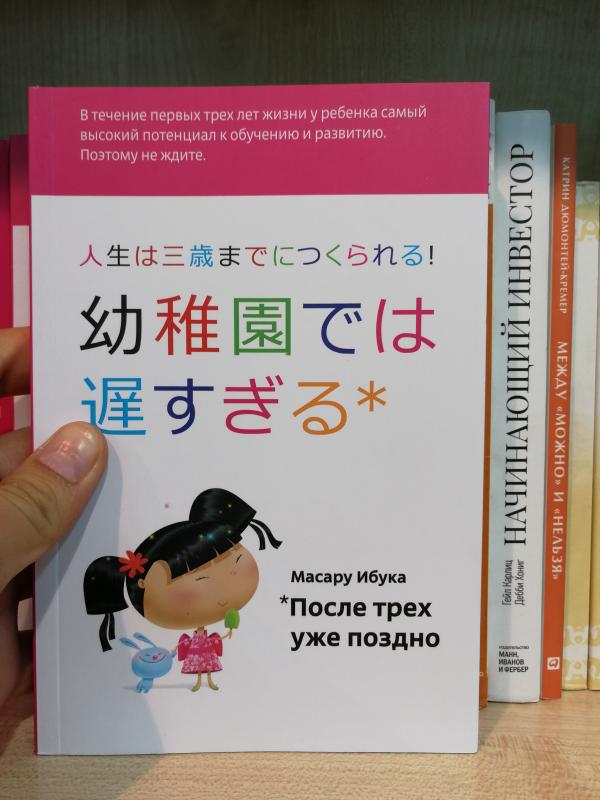 В течение первых трех лет жизни у ребенка самый
высокий потенциал к обучению и развитию.
Поэтому не ждите.
人生は三歳までにつくられる!
幼稚園では
遅すぎる*
Масару Ибука
*После трех
уже поздно
НАЧИНАЮЩИЙ ИНВЕСТОР
Гейл Карлиц
Дебби Хониг
ИЗДАТЕЛЬСТВО
МАНН,
ИВАНОВ
И ФЕРБЕР
КАТРИН ДЮМОНТЕЙ-КРЕМЕР
МЕЖДУ «МОЖНО» И «НЕЛЬЗЯ»